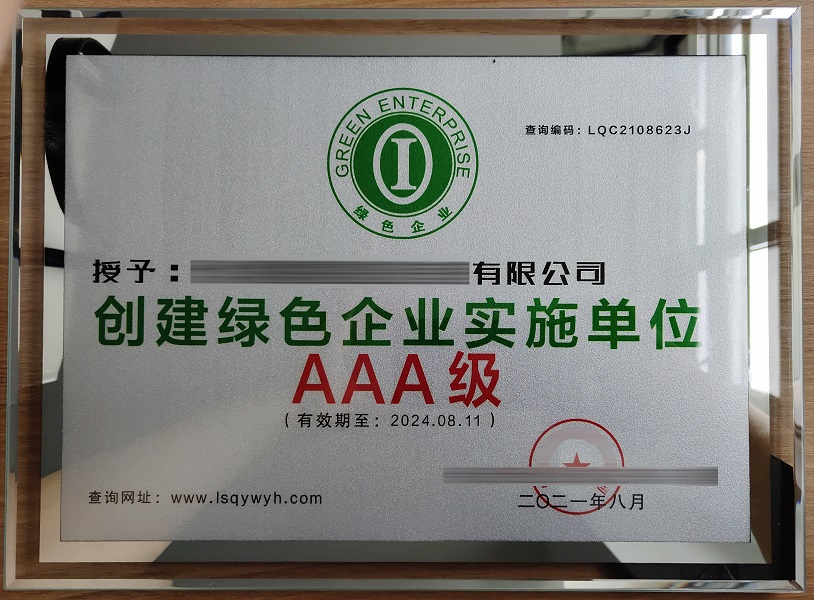 GREEN ENTERPRISE
绿色企业
查询编码：LQC2108623J
授予：有限公司
创建绿色企业实施单位
AAA级
（有效期至：2024.08.11）
查询网址：www.lsqywyh.com
二〇二一年八月